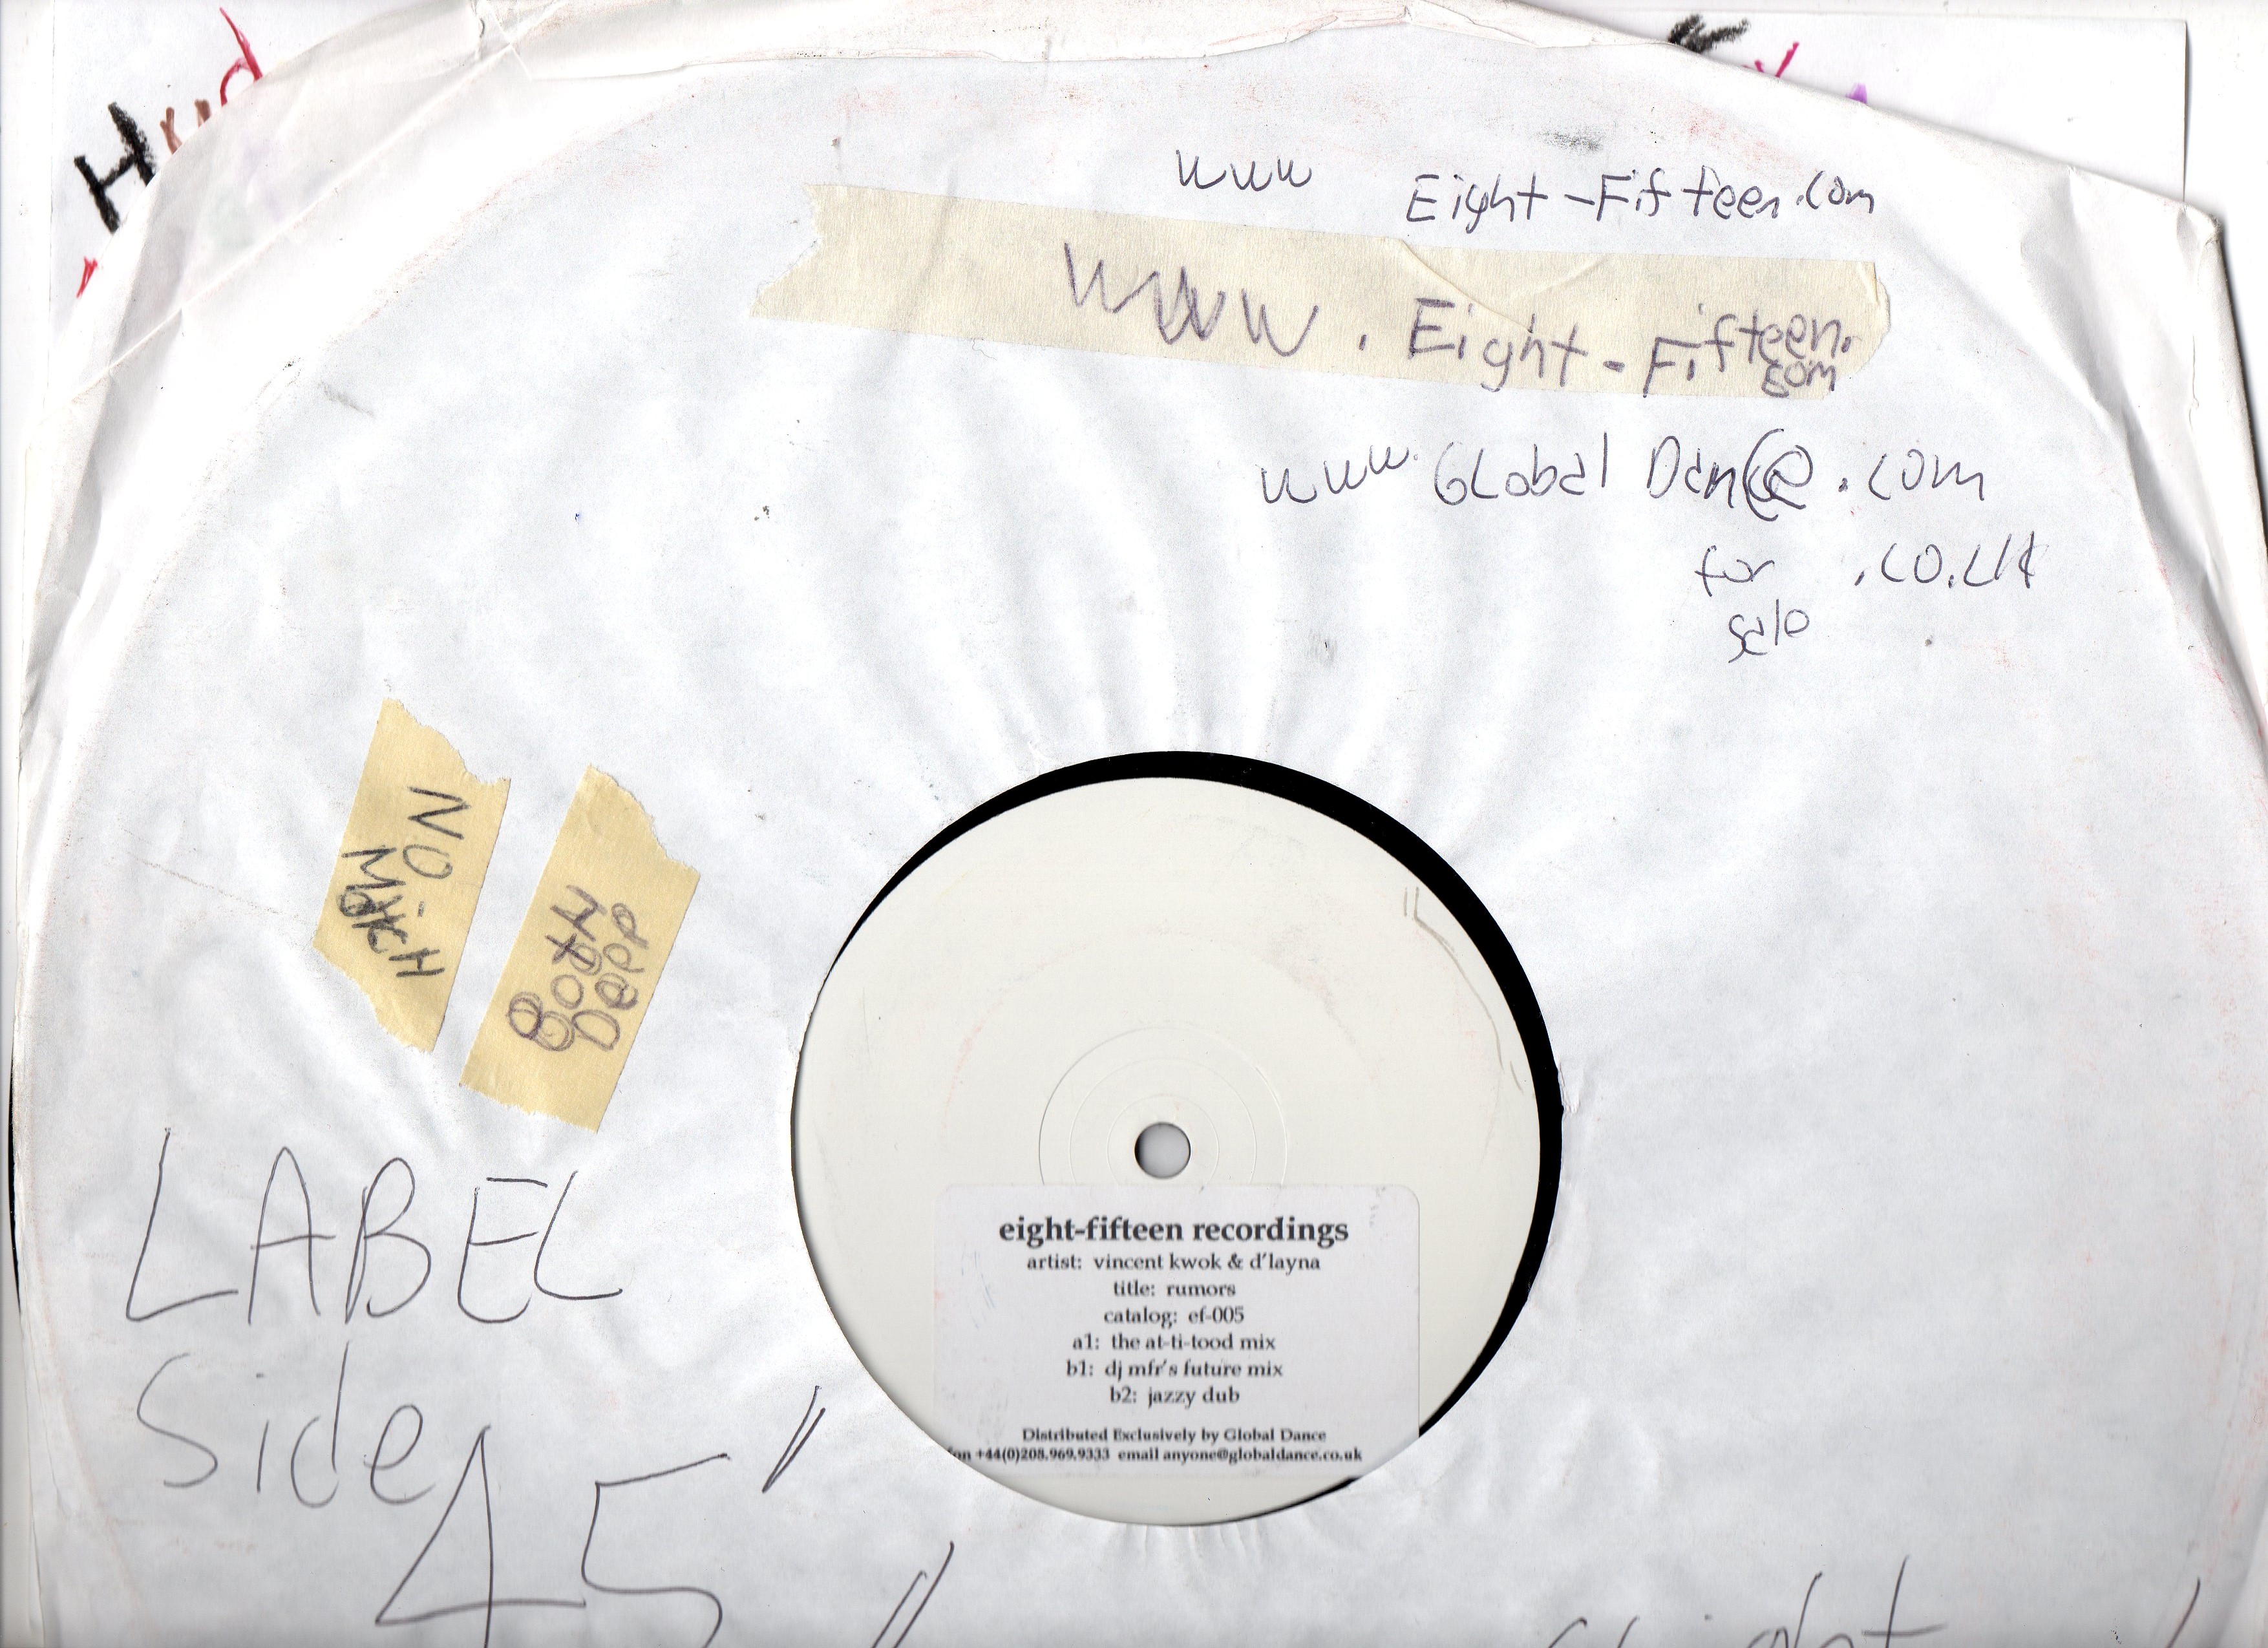 www Eight-Fifteen.com
www.Eight-Fifteen.
com
www.GLobal Dance.com
for .co.uk
sale
NO
MiCH
Both
Depp
LABEL
Side
45"
eight-fifteen recordings
artist: vincent kwok & d'layna
title: rumors
catalog: ef-005
a1: the at-ti-tood mix
b1: dj mfr's future mix
b2: jazzy dub
Distributed Exclusively by Global Dance
+44(0)208.969.9333 email anyone@globaldance.co.uk